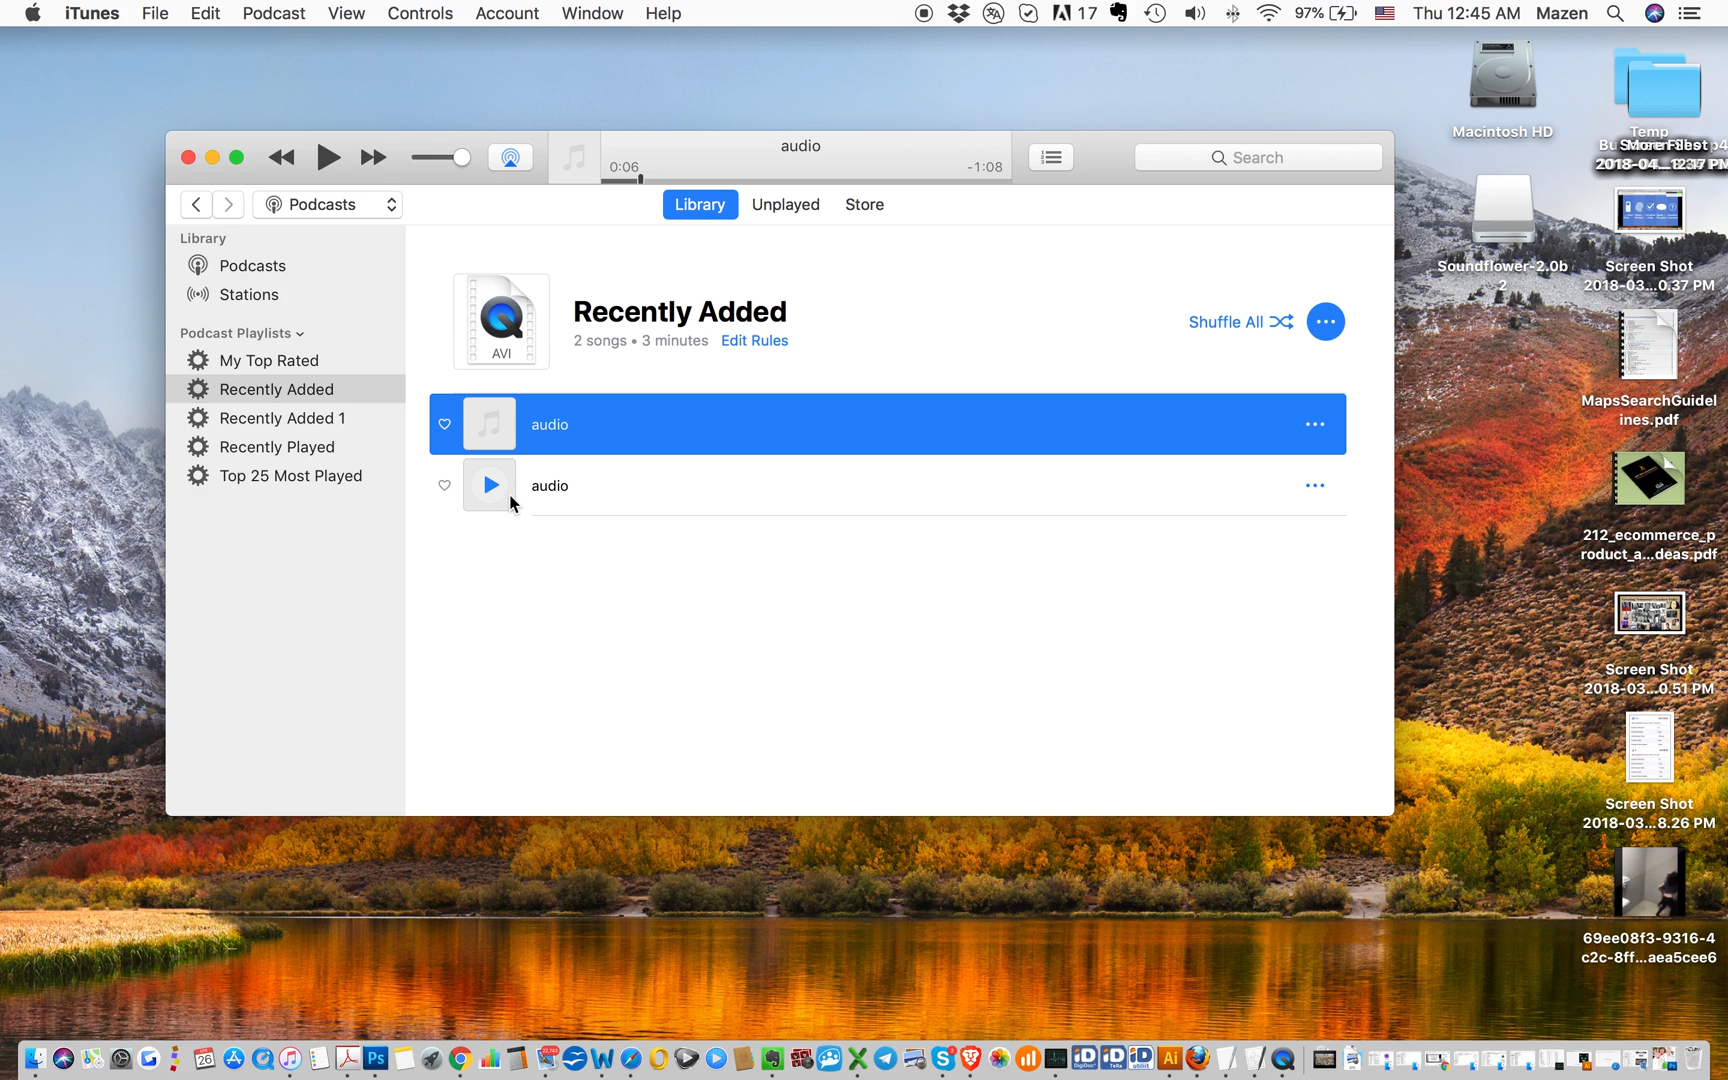 iTunes File Edit Podcast View Controls Account Window Help
17 97% Thu 12:45 AM Mazen
audio
0:06 -1:08
Search
Podcasts
Library Unplayed Store
Library
Podcasts
Stations
Podcast Playlists
My Top Rated
Recently Added
Recently Added 1
Recently Played
Top 25 Most Played
AVI
Recently Added
2 songs • 3 minutes Edit Rules
Shuffle All
audio
audio
Macintosh HD
Temp
Soundflower-2.0b
2
Screen Shot
2018-03...0.37 PM
MapsSearchGuidel
ines.pdf
212_ecommerce_p
roduct_a...deas.pdf
Screen Shot
2018-03...0.51 PM
Screen Shot
2018-03...8.26 PM
69ee08f3-9316-4
c2c-8ff...aea5cee6